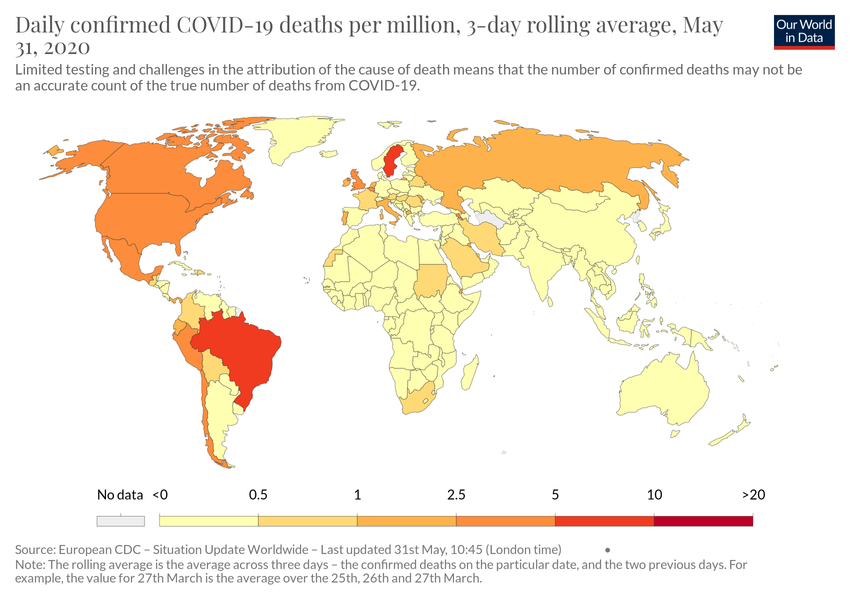 Daily confirmed COVID-19 deaths per million, 3-day rolling average, May
31, 2020
Our World
in Data
Limited testing and challenges in the attribution of the cause of death means that the number of confirmed deaths may not be
an accurate count of the true number of deaths from COVID-19.
No data <0 0.5 1 2.5 5 10 >20
Source: European CDC – Situation Update Worldwide – Last updated 31st May, 10:45 (London time) •
Note: The rolling average is the average across three days – the confirmed deaths on the particular date, and the two previous days. For
example, the value for 27th March is the average over the 25th, 26th and 27th March.